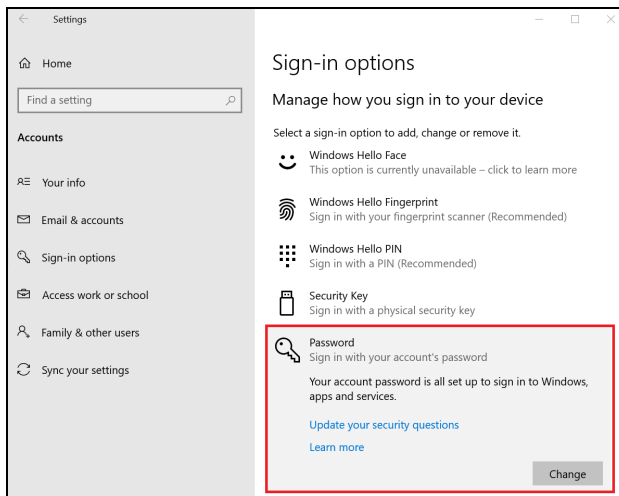 Settings
Home
Find a setting
Accounts
Your info
Email & accounts
Sign-in options
Access work or school
Family & other users
Sync your settings
Sign-in options
Manage how you sign in to your device
Select a sign-in option to add, change or remove it.
Windows Hello Face
This option is currently unavailable – click to learn more
Windows Hello Fingerprint
Sign in with your fingerprint scanner (Recommended)
Windows Hello PIN
Sign in with a PIN (Recommended)
Security Key
Sign in with a physical security key
Password
Sign in with your account's password
Your account password is all set up to sign in to Windows,
apps and services.
Update your security questions
Learn more
Change